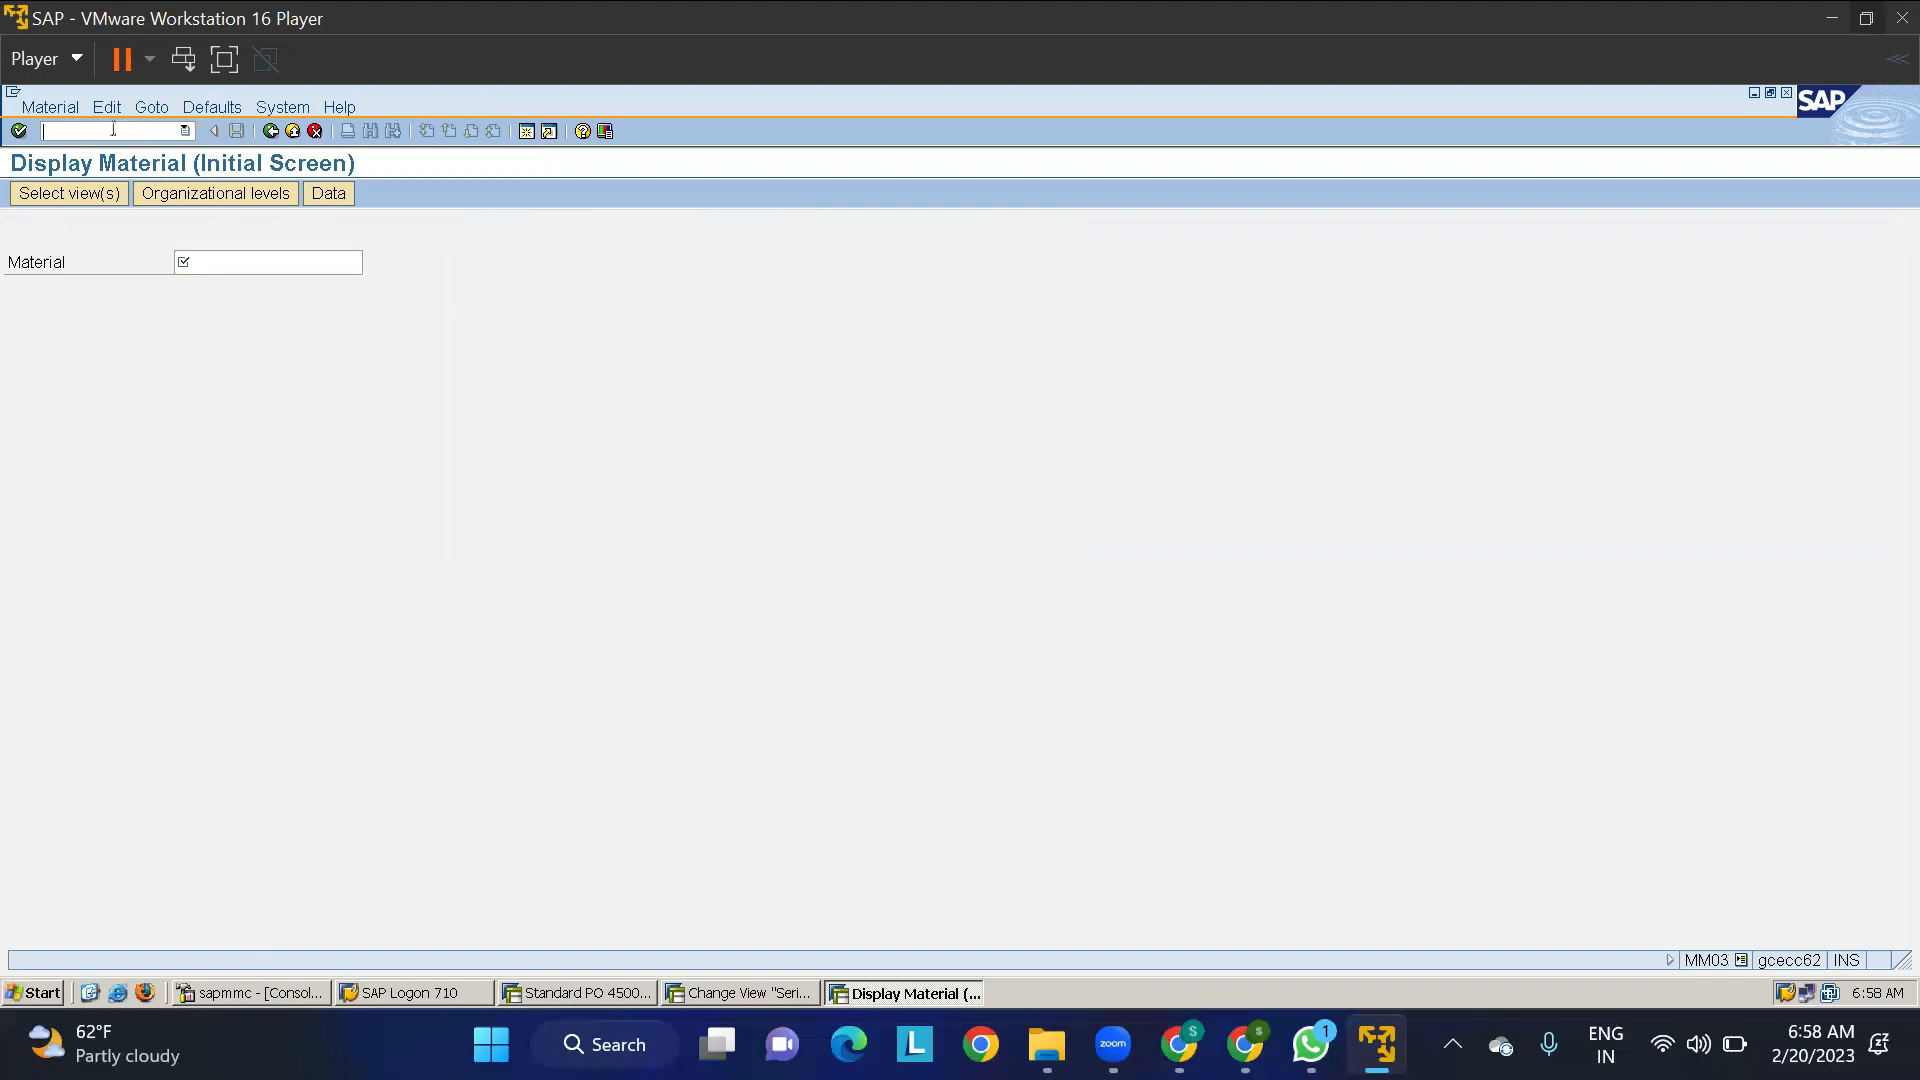 SAP - VMware Workstation 16 Player
Player
Material Edit Goto Defaults System Help
SAP
Display Material (Initial Screen)
Select view(s) Organizational levels Data
Material
MM03 gcecc62 INS
Start sapmmc - [Consol... SAP Logon 710 Standard PO 4500... Change View "Seri... Display Material (... 6:58 AM
62°F
Partly cloudy
Search
L
zoom
S
$
1
ENG
IN
6:58 AM
2/20/2023